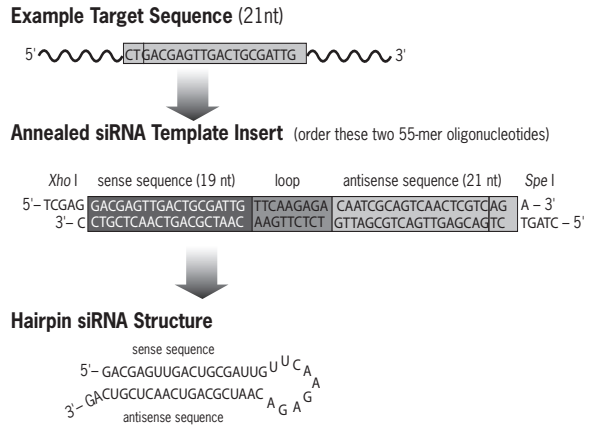 Example Target Sequence (21nt)
5' CTGACGAGTTGACTGCGATTG 3'
Annealed siRNA Template Insert (order these two 55-mer oligonucleotides)
Xho I sense sequence (19 nt) loop antisense sequence (21 nt) Spe I
5'– TCGAG GACGAGTTGACTGCGATTG TTCAAGAGA CAATCGCAGTCAACTCGTCAG A – 3'
3'– C CTGCTCAACTGACGCTAAC AAGTTCTCT GTTAGCGTCAGTTGAGCAGTC TGATC – 5'
Hairpin siRNA Structure
sense sequence
5'– GACGAGUUGACUGCGAUUG U U C A A
3'– GACUGCUCAACUGACGCUAAC A G A G
antisense sequence